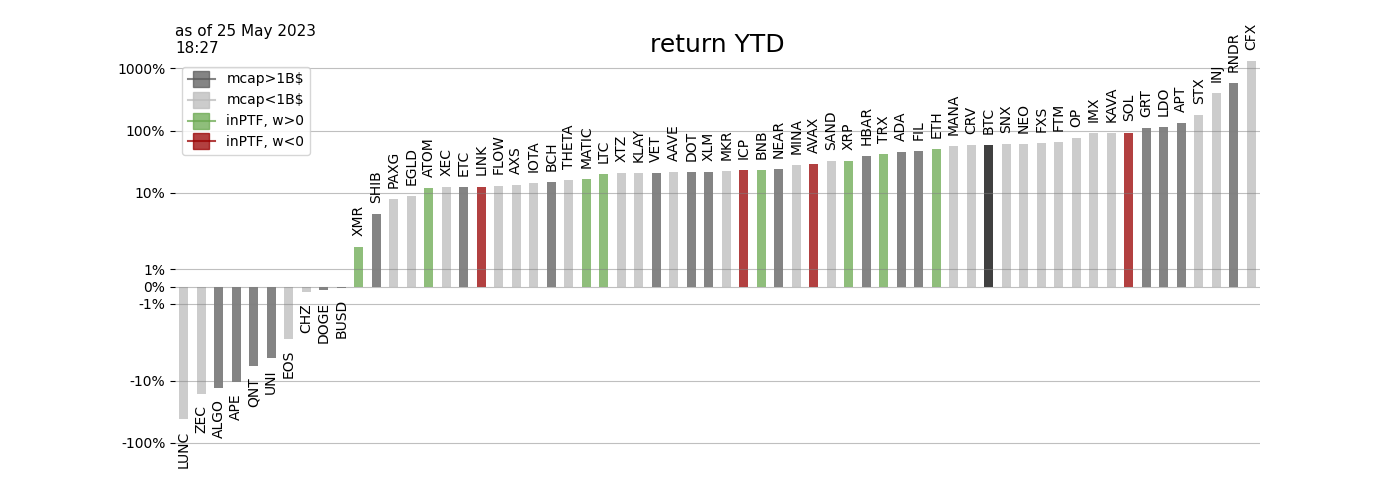 as of 25 May 2023
18:27
return YTD
mcap>1B$
mcap<1B$
inPTF, w>0
inPTF, w<0
1000%
100%
10%
1%
0%
-1%
-10%
-100%
LUNC
ZEC
ALGO
APE
QNT
UNI
EOS
CHZ
DOGE
BUSD
XMR
SHIB
PAXG
EGLD
ATOM
XEC
ETC
LINK
FLOW
AXS
IOTA
BCH
THETA
MATIC
LTC
XTZ
KLAY
VET
AAVE
DOT
XLM
MKR
ICP
BNB
NEAR
MINA
AVAX
SAND
XRP
HBAR
TRX
ADA
FIL
ETH
MANA
CRV
BTC
SNX
NEO
FXS
FTM
OP
IMX
KAVA
SOL
GRT
LDO
APT
STX
INJ
RNDR
CFX